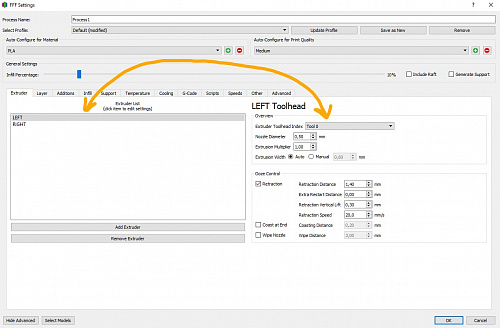 FFF Settings
Process Name: Process1
Select Profile: Default (modified) Update Profile Save as New Remove
Auto-Configure for Material Auto-Configure for Print Quality
PLA Medium
General Settings
Infill Percentage: 10% Include Raft Generate Support
Extruder Layer Additions Infill Support Temperature Cooling G-Code Scripts Speeds Other Advanced
Extruder List
(click item to edit settings)
LEFT
RIGHT
Add Extruder
Remove Extruder
LEFT Toolhead
Overview
Extruder Toolhead Index Tool 0
Nozzle Diameter 0,50 mm
Extrusion Multiplier 1,00
Extrusion Width Auto Manual 0,60 mm
Ooze Control
Retraction Retraction Distance 1,40 mm
Extra Restart Distance 0,00 mm
Retraction Vertical Lift 0,30 mm
Retraction Speed 20,0 mm/s
Coast at End Coasting Distance 0,20 mm
Wipe Nozzle Wipe Distance mm
Hide Advanced Select Models OK Cancel